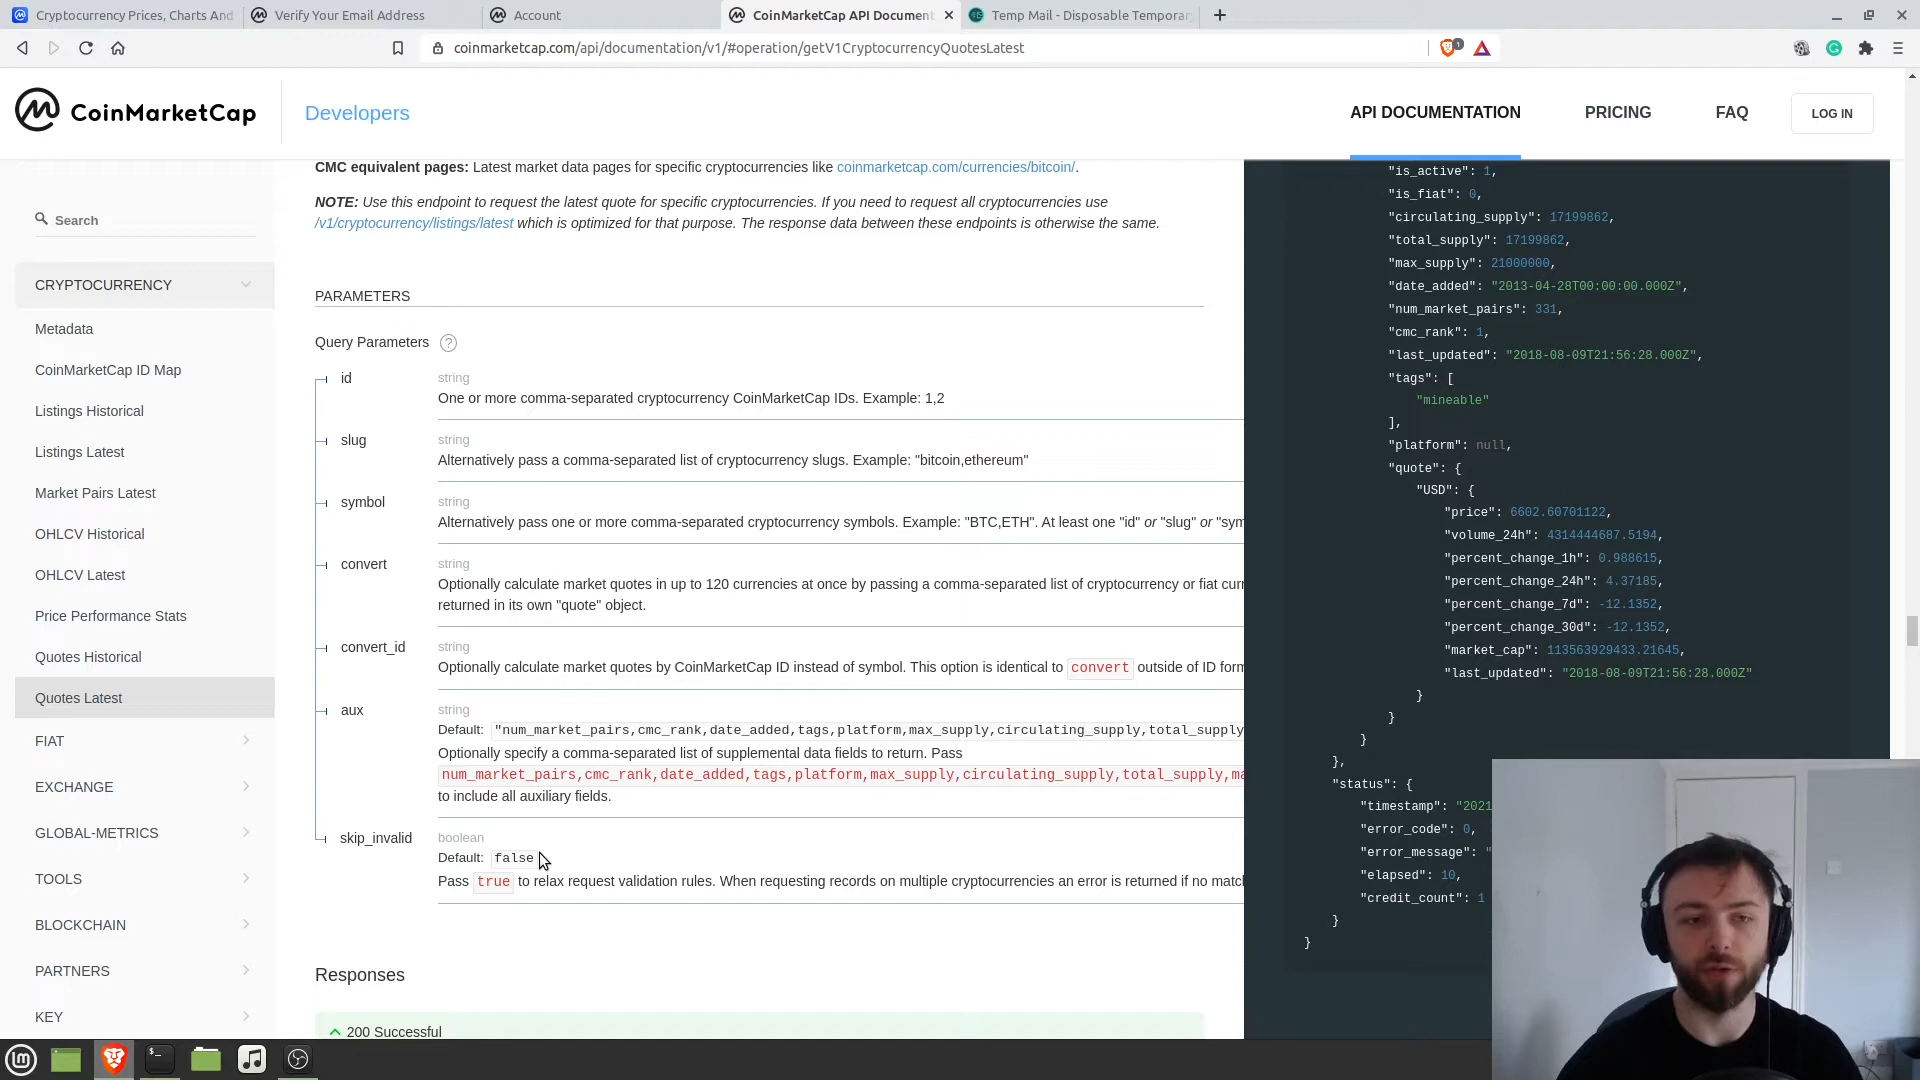 Cryptocurrency Prices, Charts And
Verify Your Email Address
Account
CoinMarketCap API Document
Temp Mail - Disposable Temporar
coinmarketcap.com/api/documentation/v1/#operation/getV1CryptocurrencyQuotesLatest
1
CoinMarketCap
Developers
API DOCUMENTATION
PRICING
FAQ
LOG IN
Search
CRYPTOCURRENCY
Metadata
CoinMarketCap ID Map
Listings Historical
Listings Latest
Market Pairs Latest
OHLCV Historical
OHLCV Latest
Price Performance Stats
Quotes Historical
Quotes Latest
FIAT
EXCHANGE
GLOBAL-METRICS
TOOLS
BLOCKCHAIN
PARTNERS
KEY
CMC equivalent pages: Latest market data pages for specific cryptocurrencies like coinmarketcap.com/currencies/bitcoin/.
NOTE: Use this endpoint to request the latest quote for specific cryptocurrencies. If you need to request all cryptocurrencies use
/v1/cryptocurrency/listings/latest which is optimized for that purpose. The response data between these endpoints is otherwise the same.
PARAMETERS
Query Parameters ?
id
string
One or more comma-separated cryptocurrency CoinMarketCap IDs. Example: 1,2
slug
string
Alternatively pass a comma-separated list of cryptocurrency slugs. Example: "bitcoin,ethereum"
symbol
string
Alternatively pass one or more comma-separated cryptocurrency symbols. Example: "BTC,ETH". At least one "id" or "slug" or "sym
convert
string
Optionally calculate market quotes in up to 120 currencies at once by passing a comma-separated list of cryptocurrency or fiat curr
returned in its own "quote" object.
convert_id
string
Optionally calculate market quotes by CoinMarketCap ID instead of symbol. This option is identical to convert outside of ID form
aux
string
Default: "num_market_pairs,cmc_rank,date_added,tags,platform,max_supply,circulating_supply,total_supply
Optionally specify a comma-separated list of supplemental data fields to return. Pass
num_market_pairs,cmc_rank,date_added,tags,platform,max_supply,circulating_supply,total_supply,ma
to include all auxiliary fields.
skip_invalid
boolean
Default: false
Pass true to relax request validation rules. When requesting records on multiple cryptocurrencies an error is returned if no matc
Responses
200 Successful
"is_active": 1,
"is_fiat": 0,
"circulating_supply": 17199862,
"total_supply": 17199862,
"max_supply": 21000000,
"date_added": "2013-04-28T00:00:00.000Z",
"num_market_pairs": 331,
"cmc_rank": 1,
"last_updated": "2018-08-09T21:56:28.000Z",
"tags": [
"mineable"
],
"platform": null,
"quote": {
"USD": {
"price": 6602.60701122,
"volume_24h": 4314444687.5194,
"percent_change_1h": 0.988615,
"percent_change_24h": 4.37185,
"percent_change_7d": -12.1352,
"percent_change_30d": -12.1352,
"market_cap": 113563929433.21645,
"last_updated": "2018-08-09T21:56:28.000Z"
}
}
}
},
"status": {
"timestamp": "2021
"error_code": 0,
"error_message": "
"elapsed": 10,
"credit_count": 1
}
}